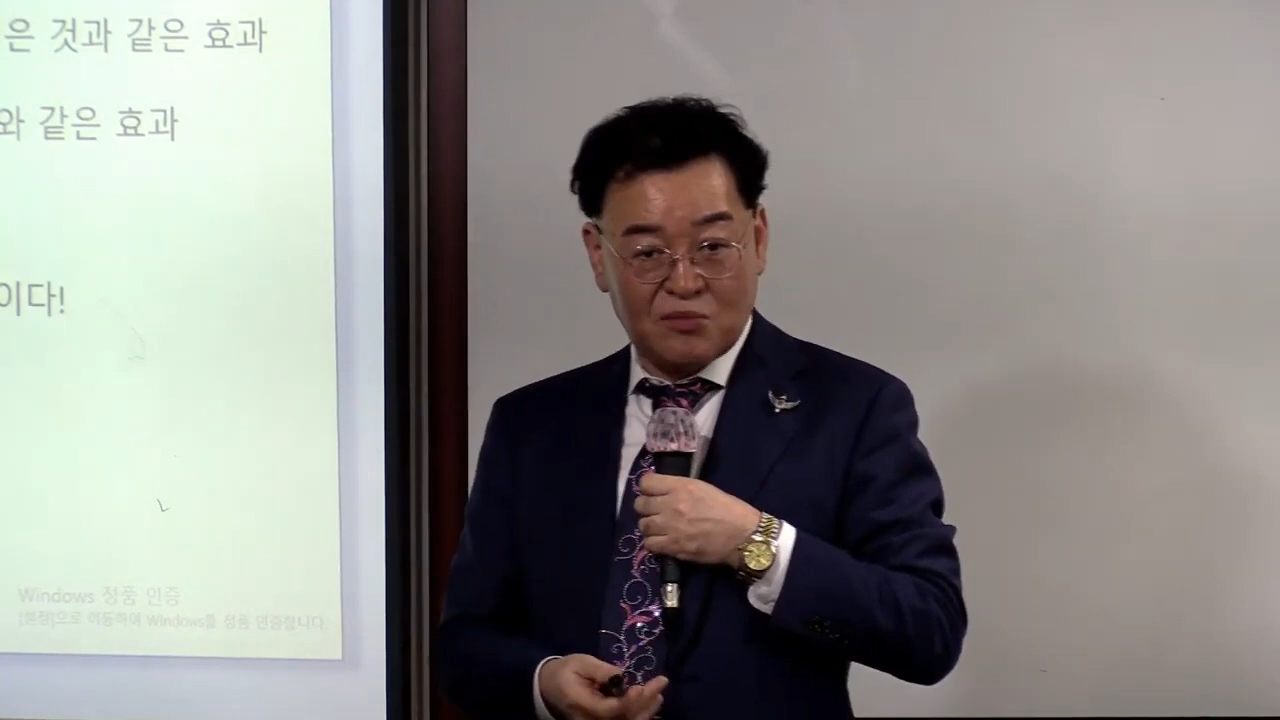 은 것과 같은 효과
와 같은 효과
이다!
Windows 정품 인증
[설정]으로 이동하여 Windows를 정품 인증합니다